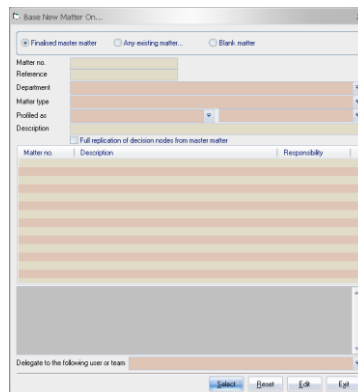 Base New Matter On...
Finalised master matter Any existing matter... Blank matter
Matter no.
Reference
Department
Matter type
Profiled as
Description
Full replication of decision nodes from master matter
Matter no. Description Responsibility
Delegate to the following user or team
Select Reset Edit Exit